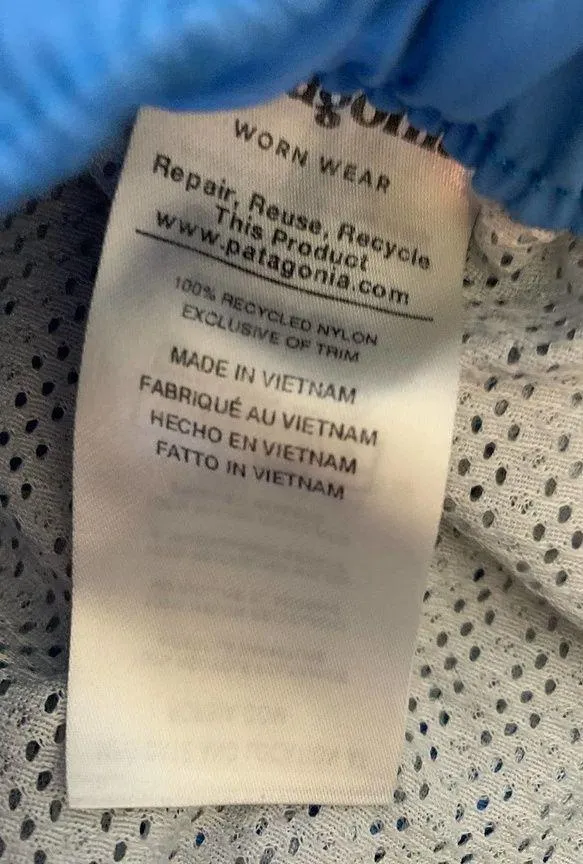 WORN WEAR
Repair, Reuse, Recycle
This Product
www.patagonia.com
100% RECYCLED NYLON
EXCLUSIVE OF TRIM
MADE IN VIETNAM
FABRIQUÉ AU VIETNAM
HECHO EN VIETNAM
FATTO IN VIETNAM